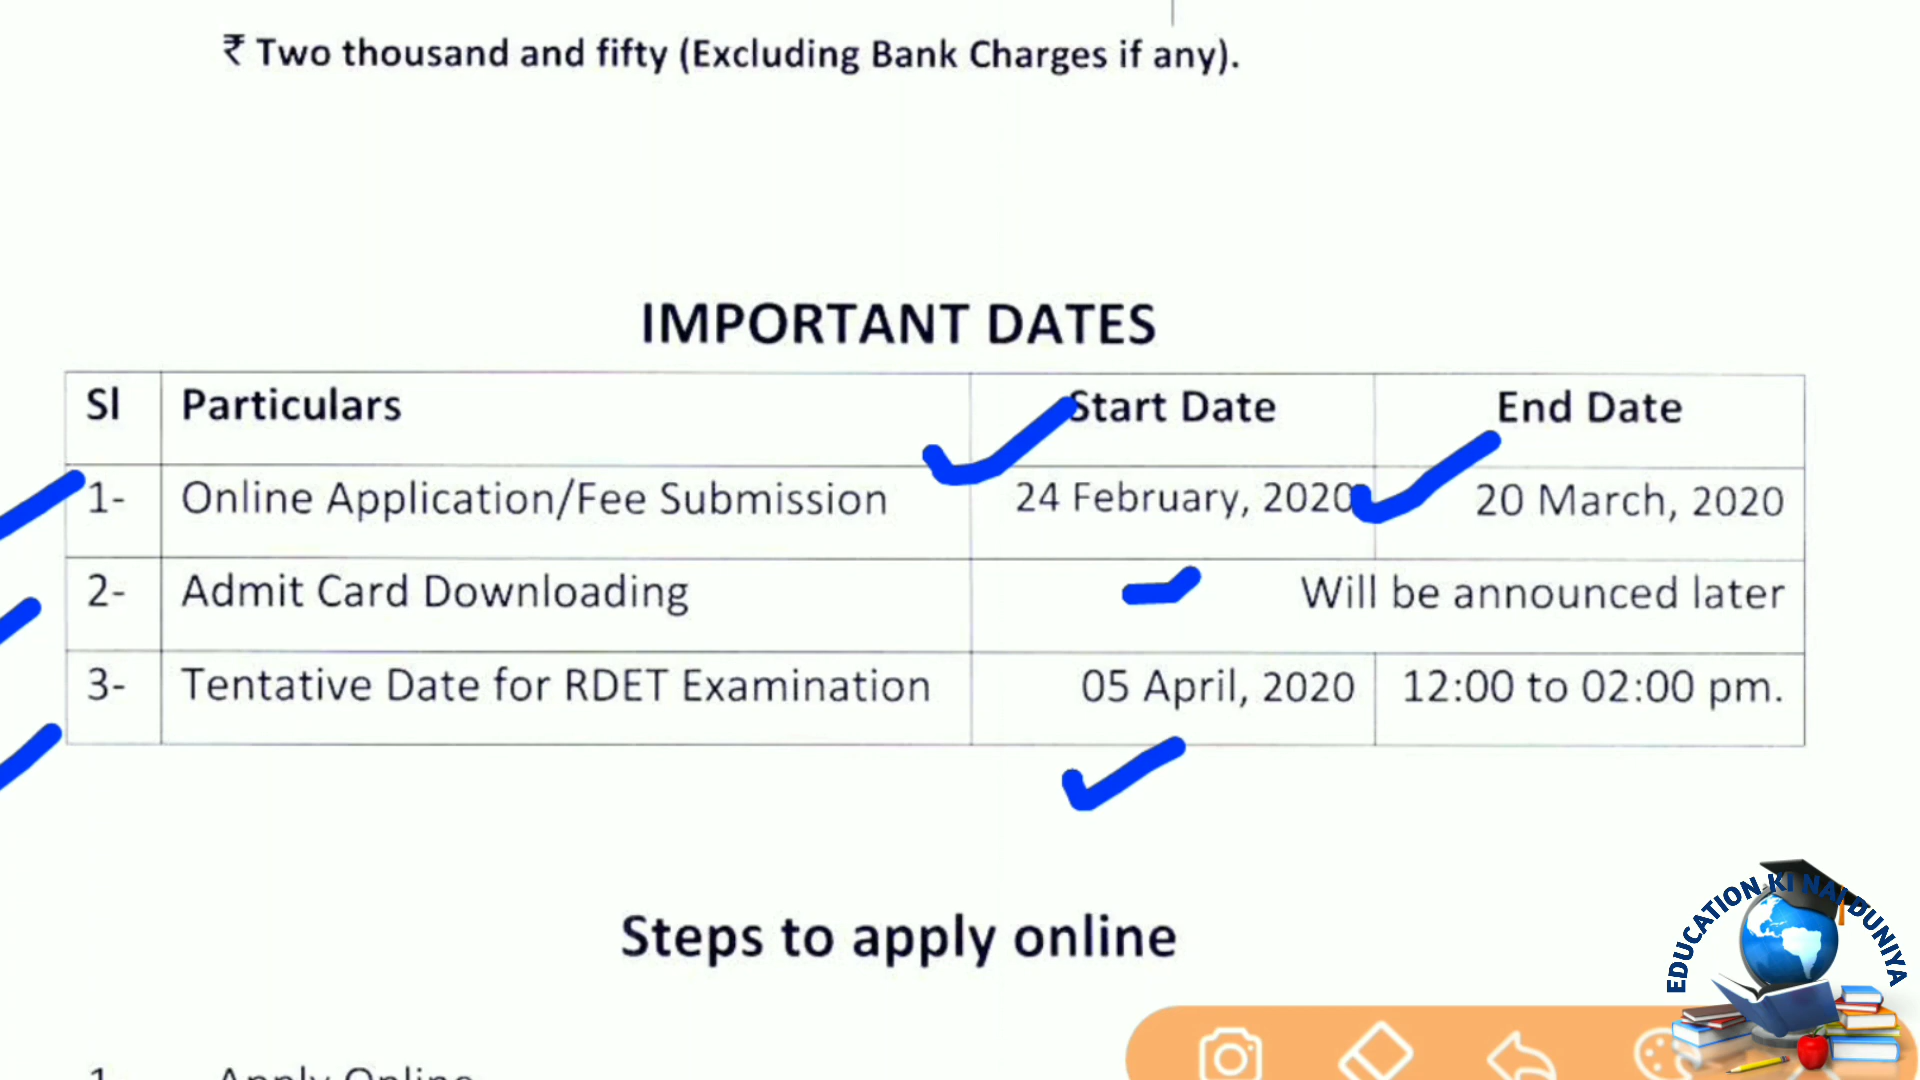 ₹ Two thousand and fifty (Excluding Bank Charges if any).
IMPORTANT DATES
Sl Particulars Start Date End Date
1- Online Application/Fee Submission 24 February, 2020 20 March, 2020
2- Admit Card Downloading Will be announced later
3- Tentative Date for RDET Examination 05 April, 2020 12:00 to 02:00 pm.
Steps to apply online
1- Apply Online
EDUCATION KI NAI DUNIYA